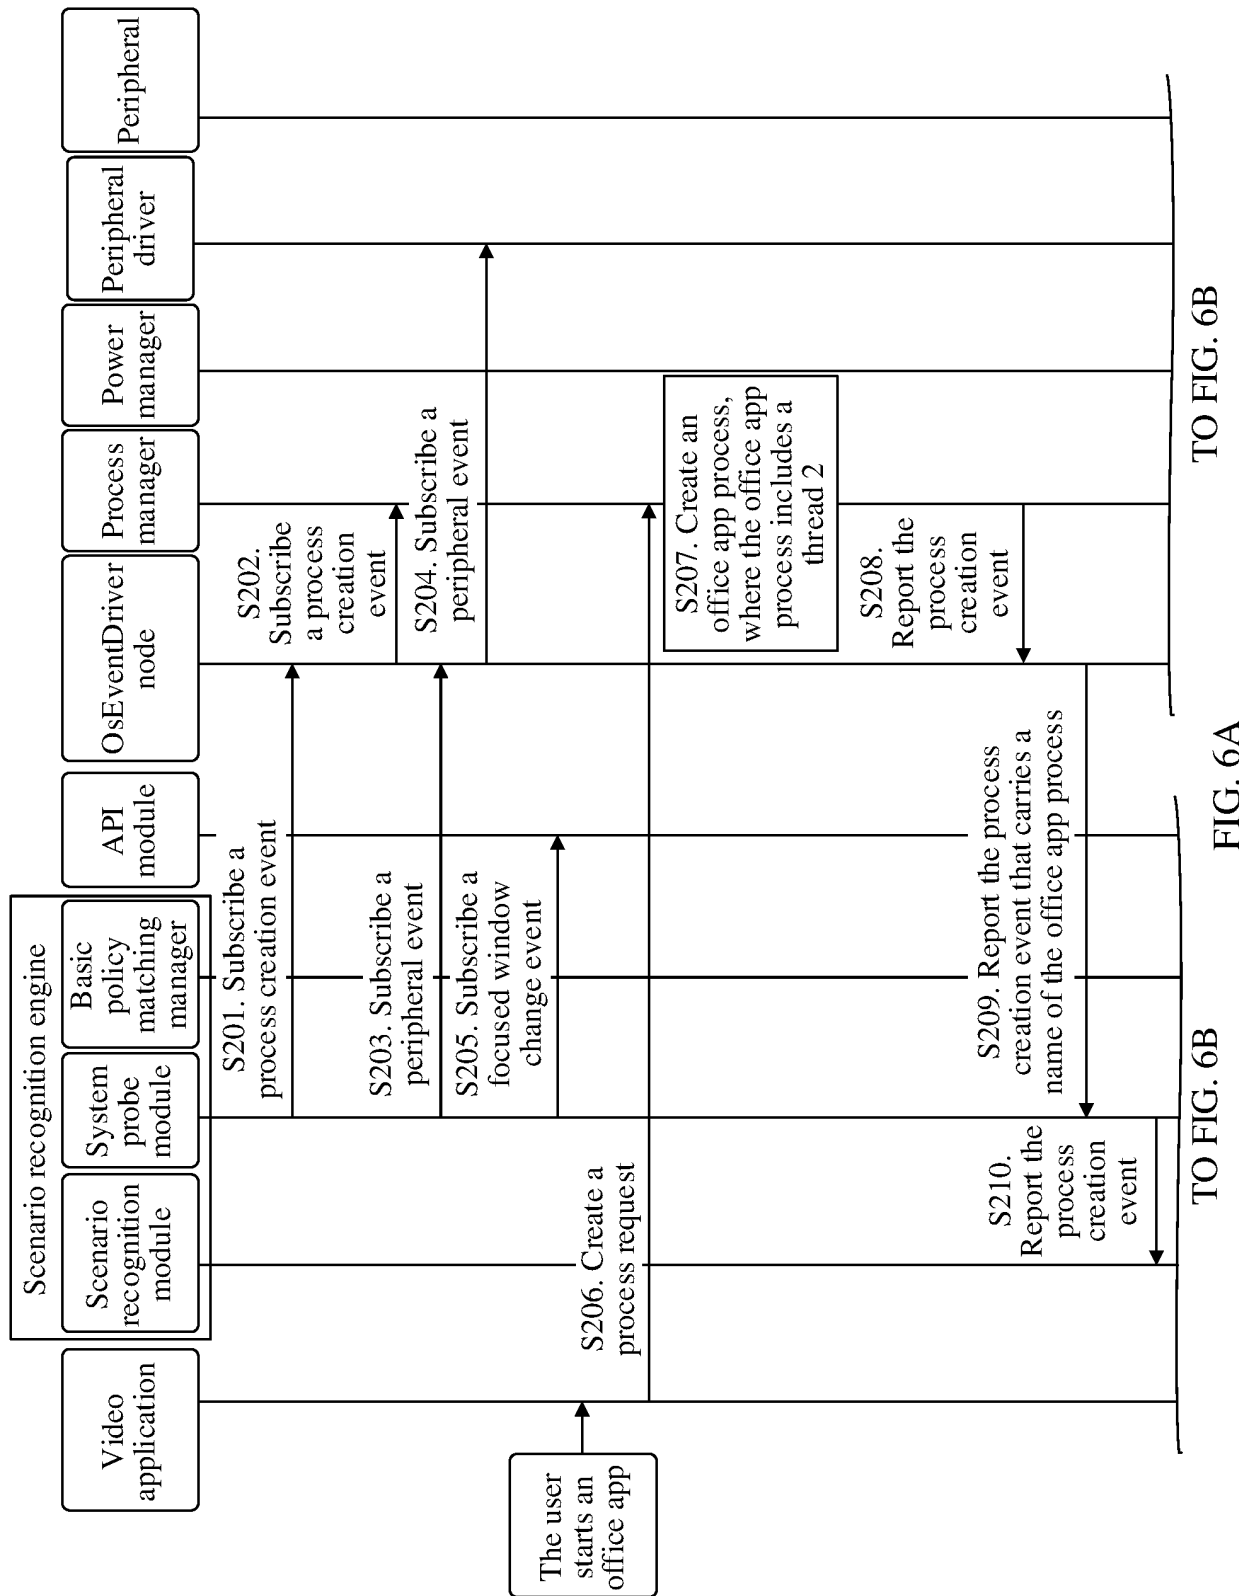 Scenario recognition engine
Video
application
Scenario
recognition
module
System
probe
module
Basic
policy
matching
manager
API
module
OsEventDriver
node
Process
manager
Power
manager
Peripheral
driver
Peripheral
S201. Subscribe a
process creation event
S202.
Subscribe
a process
creation
event
S203. Subscribe a
peripheral event
S204. Subscribe a
peripheral event
S205. Subscribe a
focused window
change event
The user
starts an
office app
S206. Create a
process request
S207. Create an
office app process,
where the office app
process includes a
thread 2
S208.
Report the
process
creation
event
S209. Report the process
creation event that carries a
name of the office app process
S210.
Report the
process
creation
event
TO FIG. 6B
TO FIG. 6B
FIG. 6A